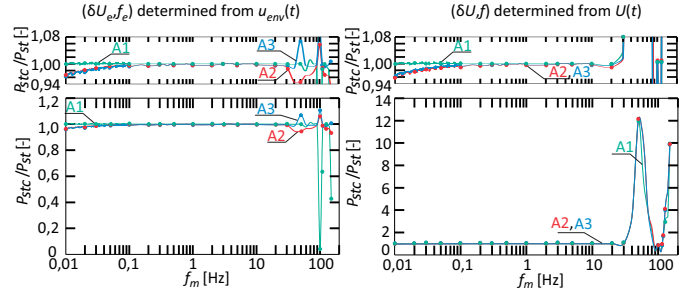 (δUₑ,fₑ) determined from u_env(t)
(δU,f) determined from U(t)
P_stc/P_st [-]
1,08
1,00
0,94
A1
A3
A2
P_stc/P_st [-]
1,08
1,00
0,94
A1
A2,A3
P_stc/P_st [-]
1,2
1,0
0,8
0,6
0,4
0,2
0
A1
A3
A2
0,01
0,1
1
10
100
f_m [Hz]
P_stc/P_st [-]
14
12
10
8
6
4
2
0
A1
A2,A3
0,01
0,1
1
10
100
f_m [Hz]